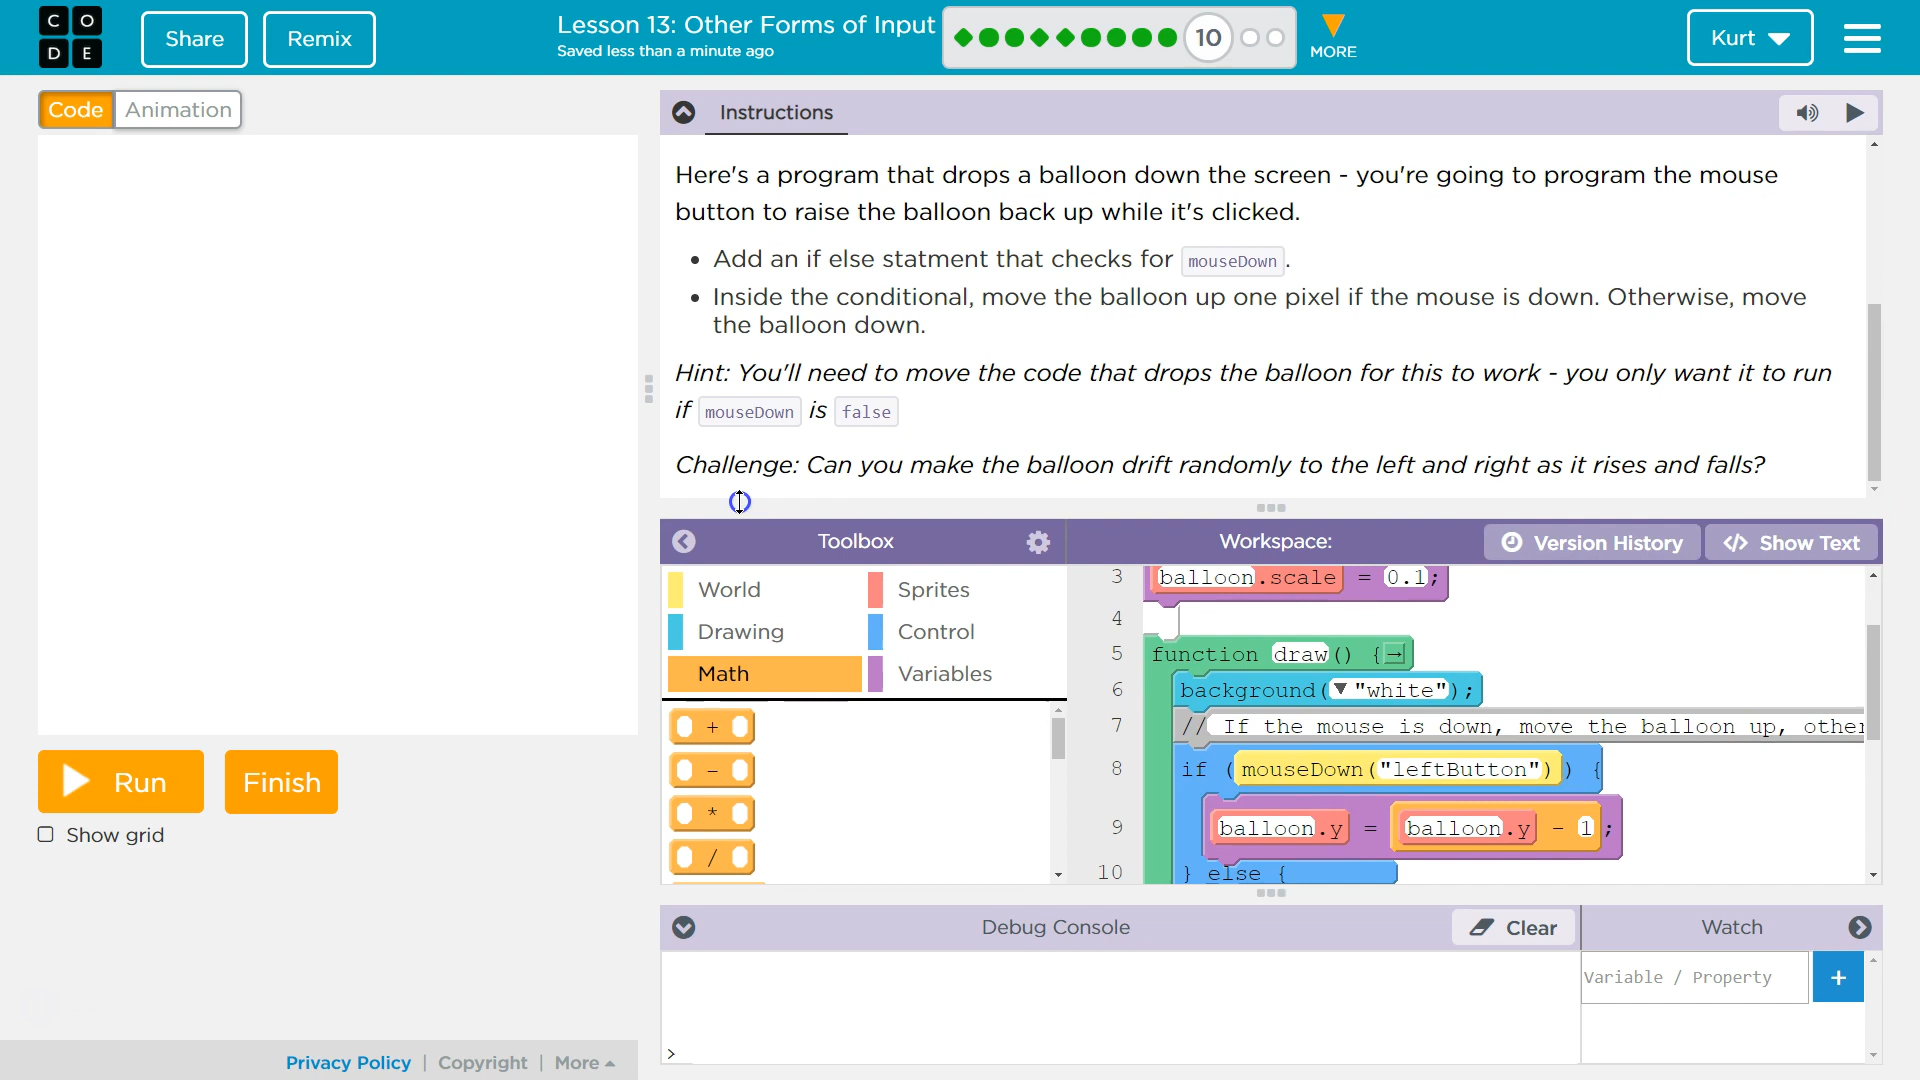 C O
D E
Share
Remix
Lesson 13: Other Forms of Input
Saved less than a minute ago
10
MORE
Kurt
Code
Animation
Instructions
Here's a program that drops a balloon down the screen - you're going to program the mouse
button to raise the balloon back up while it's clicked.
• Add an if else statment that checks for mouseDown.
• Inside the conditional, move the balloon up one pixel if the mouse is down. Otherwise, move
the balloon down.
Hint: You'll need to move the code that drops the balloon for this to work - you only want it to run
if mouseDown is false
Challenge: Can you make the balloon drift randomly to the left and right as it rises and falls?
Toolbox
Workspace:
Version History
</> Show Text
World
Sprites
Drawing
Control
Math
Variables
+
-
*
/
3 balloon.scale = 0.1;
4
5 function draw() {
6 background("white");
7 // If the mouse is down, move the balloon up, other
8 if (mouseDown("leftButton")) {
9 balloon.y = balloon.y - 1;
10 } else {
Run
Finish
Show grid
Debug Console
Clear
Watch
Variable / Property
+
>
Privacy Policy | Copyright | More